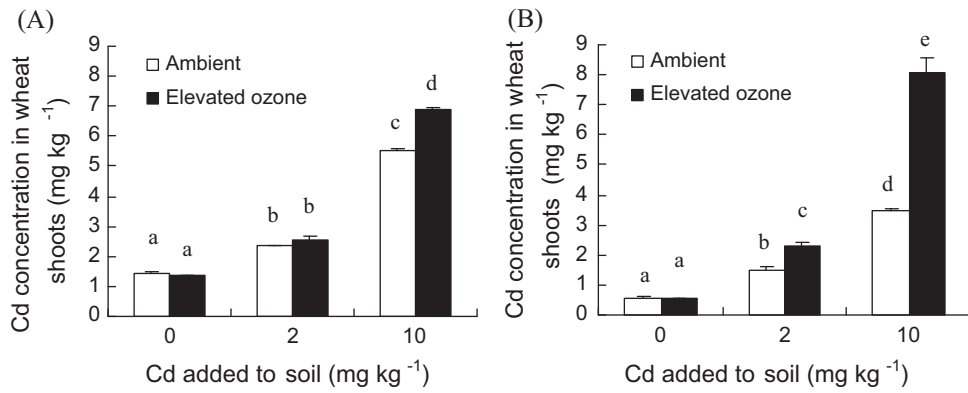 (A)
9
8
7
6
5
4
3
2
1
0
Cd concentration in wheat
shoots (mg kg ⁻¹)
Ambient
Elevated ozone
a
a
b
b
c
d
0
2
10
Cd added to soil (mg kg ⁻¹)
(B)
9
8
7
6
5
4
3
2
1
0
Cd concentration in wheat
shoots (mg kg ⁻¹)
Ambient
Elevated ozone
a
a
b
c
d
e
0
2
10
Cd added to soil (mg kg ⁻¹)